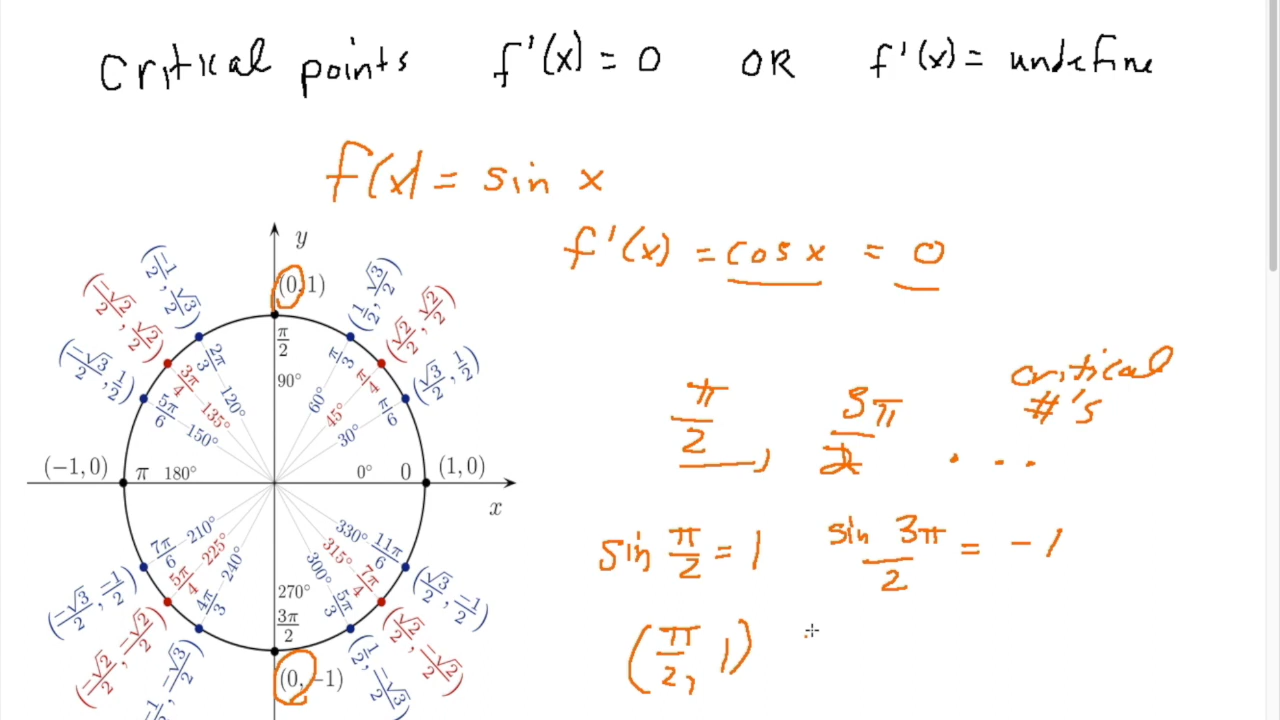 Critical points f'(x) = 0 OR f'(x) = undefine
f(x) = sin x
f'(x) = cos x = 0
critical
#'s
π/2, 3π/2 ...
sin π/2 = 1 sin 3π/2 = -1
(π/2, 1)
y
(0,1)
(-1/2, √3/2) (1/2, √3/2)
(-√2/2, √2/2) (√2/2, √2/2)
(-√3/2, 1/2) (√3/2, 1/2)
π/2
90°
2π/3 120° 60° π/3
3π/4 135° 45° π/4
5π/6 150° 30° π/6
(-1,0) π 180° 0° 0 (1,0)
x
7π/6 210° 330° 11π/6
5π/4 225° 315° 7π/4
4π/3 240° 300° 5π/3
270°
3π/2
(-√3/2, -1/2) (√3/2, -1/2)
(-√2/2, -√2/2) (√2/2, -√2/2)
-1/2, -√3/2) (1/2, -√3/2
(0,-1)